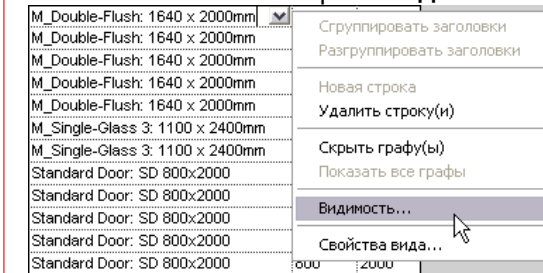 M_Double-Flush: 1640 x 2000mm
M_Double-Flush: 1640 x 2000mm
M_Double-Flush: 1640 x 2000mm
M_Double-Flush: 1640 x 2000mm
M_Double-Flush: 1640 x 2000mm
M_Single-Glass 3: 1100 x 2400mm
M_Single-Glass 3: 1100 x 2400mm
Standard Door: SD 800x2000
Standard Door: SD 800x2000
Standard Door: SD 800x2000
Standard Door: SD 800x2000
Standard Door: SD 800x2000 800 2000
Сгруппировать заголовки
Разгруппировать заголовки
Новая строка
Удалить строку(и)
Скрыть графу(ы)
Показать все графы
Видимость...
Свойства вида...